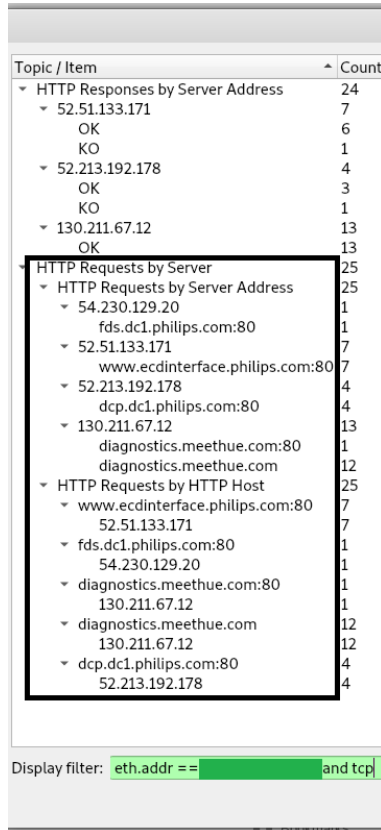 Topic / Item Count
HTTP Responses by Server Address 24
52.51.133.171 7
OK 6
KO 1
52.213.192.178 4
OK 3
KO 1
130.211.67.12 13
OK 13
HTTP Requests by Server 25
HTTP Requests by Server Address 25
54.230.129.20 1
fds.dc1.philips.com:80 1
52.51.133.171 7
www.ecdinterface.philips.com:80 7
52.213.192.178 4
dcp.dc1.philips.com:80 4
130.211.67.12 13
diagnostics.meethue.com:80 1
diagnostics.meethue.com 12
HTTP Requests by HTTP Host 25
www.ecdinterface.philips.com:80 7
52.51.133.171 7
fds.dc1.philips.com:80 1
54.230.129.20 1
diagnostics.meethue.com:80 1
130.211.67.12 1
diagnostics.meethue.com 12
130.211.67.12 12
dcp.dc1.philips.com:80 4
52.213.192.178 4
Display filter: eth.addr == and tcp